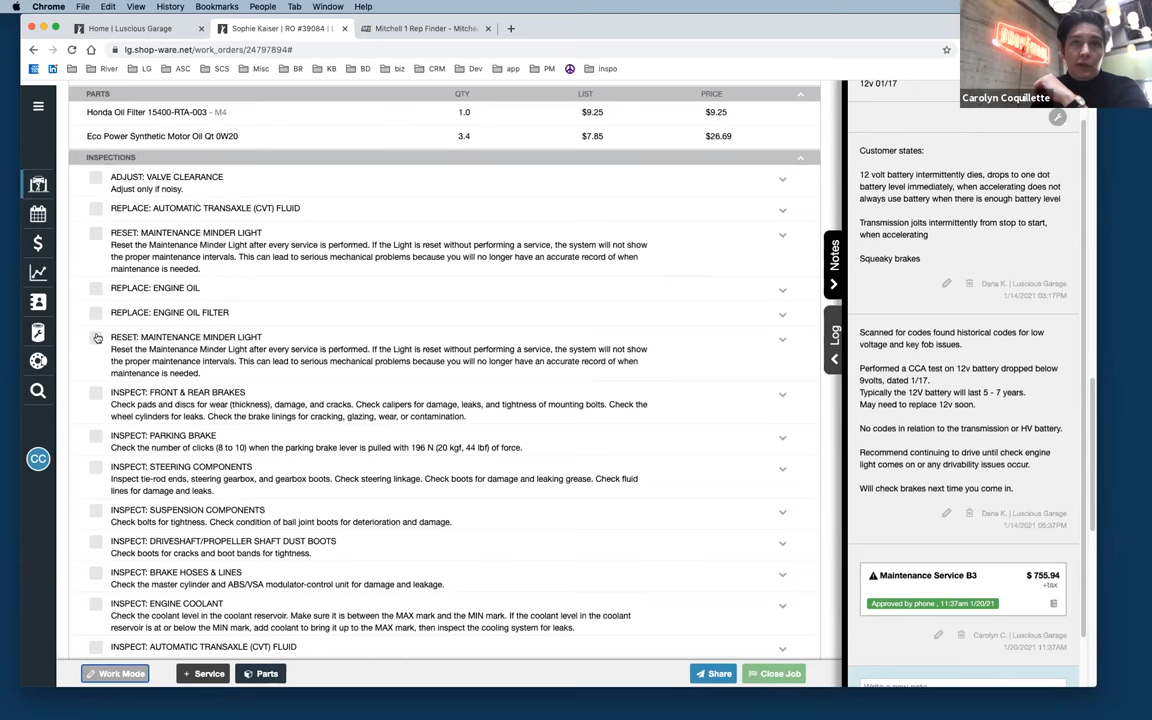 Chrome File Edit View History Bookmarks People Tab Window Help
Home | Luscious Garage
Sophie Kaiser | RO #39084 | L
Mitchell 1 Rep Finder - Mitche
lg.shop-ware.net/work_orders/24797894#
River LG ASC SCS Misc BR KB BD biz CRM Dev app PM inspo
Carolyn Coquillette
PARTS QTY LIST PRICE
Honda Oil Filter 15400-RTA-003 - M4 1.0 $9.25 $9.25
Eco Power Synthetic Motor Oil Qt 0W20 3.4 $7.85 $26.69
INSPECTIONS
ADJUST: VALVE CLEARANCE
Adjust only if noisy.
REPLACE: AUTOMATIC TRANSAXLE (CVT) FLUID
RESET: MAINTENANCE MINDER LIGHT
Reset the Maintenance Minder Light after every service is performed. If the Light is reset without performing a service, the system will not show
the proper maintenance intervals. This can lead to serious mechanical problems because you will no longer have an accurate record of when
maintenance is needed.
REPLACE: ENGINE OIL
REPLACE: ENGINE OIL FILTER
RESET: MAINTENANCE MINDER LIGHT
Reset the Maintenance Minder Light after every service is performed. If the Light is reset without performing a service, the system will not show
the proper maintenance intervals. This can lead to serious mechanical problems because you will no longer have an accurate record of when
maintenance is needed.
INSPECT: FRONT & REAR BRAKES
Check pads and discs for wear (thickness), damage, and cracks. Check calipers for damage, leaks, and tightness of mounting bolts. Check the
wheel cylinders for leaks. Check the brake linings for cracking, glazing, wear, or contamination.
INSPECT: PARKING BRAKE
Check the number of clicks (8 to 10) when the parking brake lever is pulled with 196 N (20 kgf, 44 lbf) of force.
INSPECT: STEERING COMPONENTS
Inspect tie-rod ends, steering gearbox, and gearbox boots. Check steering linkage. Check boots for damage and leaking grease. Check fluid
lines for damage and leaks.
INSPECT: SUSPENSION COMPONENTS
Check bolts for tightness. Check condition of ball joint boots for deterioration and damage.
INSPECT: DRIVESHAFT/PROPELLER SHAFT DUST BOOTS
Check boots for cracks and boot bands for tightness.
INSPECT: BRAKE HOSES & LINES
Check the master cylinder and ABS/VSA modulator-control unit for damage and leakage.
INSPECT: ENGINE COOLANT
Check the coolant level in the coolant reservoir. Make sure it is between the MAX mark and the MIN mark. If the coolant level in the coolant
reservoir is at or below the MIN mark, add coolant to bring it up to the MAX mark, then inspect the cooling system for leaks.
INSPECT: AUTOMATIC TRANSAXLE (CVT) FLUID
CC
Work Mode + Service Parts Share Close Job
Notes
Log
12v 01/17
Customer states:
12 volt battery intermittently dies, drops to one dot
battery level immediately, when accelerating does not
always use battery when there is enough battery level
Transmission jolts intermittently from stop to start,
when accelerating
Squeaky brakes
Dana K. | Luscious Garage
1/14/2021 03:17PM
Scanned for codes found historical codes for low
voltage and key fob issues.
Performed a CCA test on 12v battery dropped below
9volts, dated 1/17.
Typically the 12V battery will last 5 - 7 years.
May need to replace 12v soon.
No codes in relation to the transmission or HV battery.
Recommend continuing to drive until check engine
light comes on or any drivability issues occur.
Will check brakes next time you come in.
Dana K. | Luscious Garage
1/14/2021 05:37PM
Maintenance Service B3 $ 755.94
+tax
Approved by phone , 11:37am 1/20/21
Carolyn C. | Luscious Garage
1/20/2021 11:37AM
Write a new note